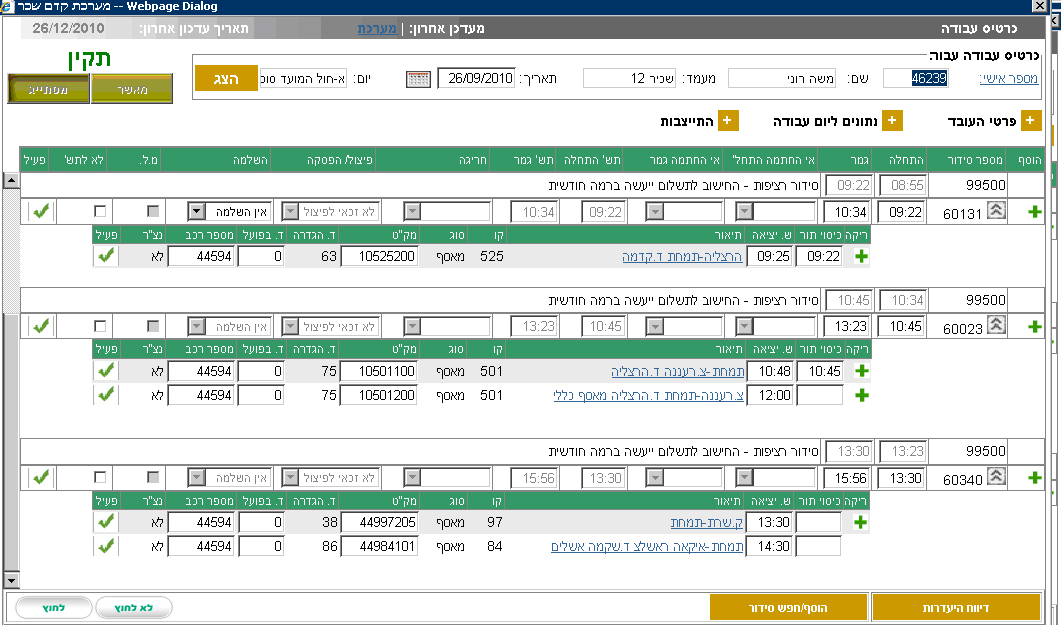 מערכת קדם שכר -- Webpage Dialog
כרטיס עבודה מעדכן אחרון: | מערכת תאריך עדכון אחרון: 26/12/2010
תקין
כרטיס עבודה עבור:
מספר אישי: 46239 שם: משה רוני מעמד: שכיר 12 תאריך: 26/09/2010 יום: א-חול המועד סוכ הצג
מאשר מסתייג
+ פרטי העובד + נתונים ליום עבודה + התייצבות
הוסף מספר סידור התחלה גמר אי החתמה התחל' אי החתמה גמר תש' התחלה תש' גמר חריגה פיצול/ הפסקה השלמה מ.ל. לא לתש' פעיל
99500 08:55 09:22 סידור רציפות - החישוב לתשלום ייעשה ברמה חודשית
60131 09:22 10:34 09:22 10:34 לא זכאי לפיצול אין השלמה
ריקה כיסוי תור ש. יציאה תיאור קו סוג מק"ט ד. הגדרה ד. בפועל מספר רכב נצ"ר פעיל
09:22 09:25 הרצליה-תמחת ד.קדמה 525 מאסף 10525200 63 0 44594 לא
99500 10:34 10:45 סידור רציפות - החישוב לתשלום ייעשה ברמה חודשית
60023 10:45 13:23 10:45 13:23 לא זכאי לפיצול אין השלמה
ריקה כיסוי תור ש. יציאה תיאור קו סוג מק"ט ד. הגדרה ד. בפועל מספר רכב נצ"ר פעיל
10:45 10:48 תמחת-צ.רעננה ד.הרצליה 501 מאסף 10501100 75 0 44594 לא
12:00 צ.רעננה-תמחת ד.הרצליה מאסף כללי 501 מאסף 10501200 75 0 44594 לא
99500 13:23 13:30 סידור רציפות - החישוב לתשלום ייעשה ברמה חודשית
60340 13:30 15:56 13:30 15:56 לא זכאי לפיצול אין השלמה
ריקה כיסוי תור ש. יציאה תיאור קו סוג מק"ט ד. הגדרה ד. בפועל מספר רכב נצ"ר פעיל
13:30 ק.שרת-תמחת 97 מאסף 44997205 38 0 44594 לא
14:30 תמחת-איקאה ראשלצ ד.שקמה אשלים 84 מאסף 44984101 86 0 44594 לא
דיווח היעדרות הוסף/חפש סידור לא לחוץ לחוץ